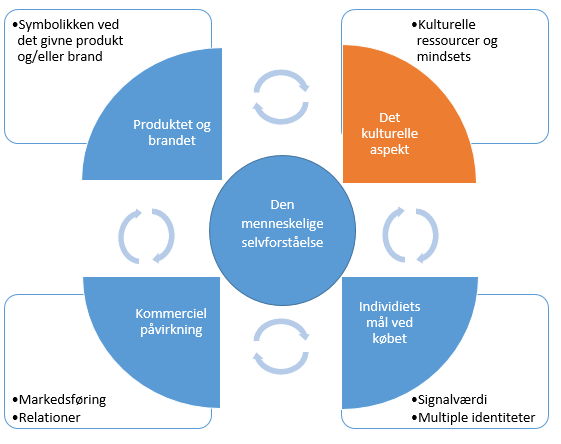 •Symbolikken ved
det givne produkt
og/eller brand
•Kulturelle
ressourcer og
mindsets
Produktet og
brandet
Det
kulturelle
aspekt
Den
menneskelige
selvforståelse
Kommerciel
påvirkning
Individiets
mål ved
købet
•Markedsføring
•Relationer
•Signalværdi
•Multiple identiteter